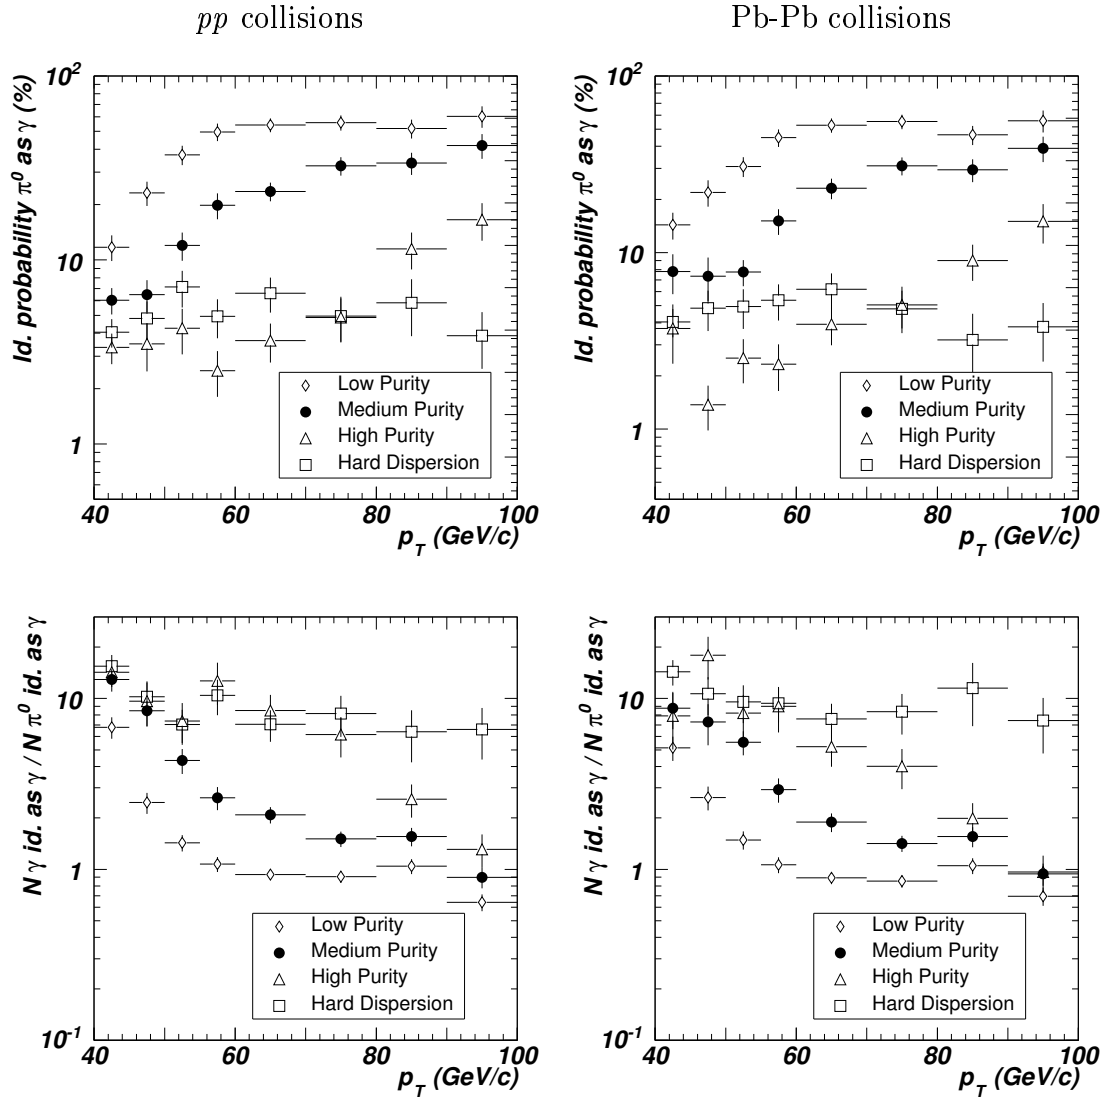 pp collisions
Pb-Pb collisions
Id. probability π⁰ as γ (%)
10²
10
1
Low Purity
Medium Purity
High Purity
Hard Dispersion
40 60 80 100
p_T (GeV/c)
Id. probability π⁰ as γ (%)
10²
10
1
Low Purity
Medium Purity
High Purity
Hard Dispersion
40 60 80 100
p_T (GeV/c)
N γ id. as γ / N π⁰ id. as γ
10
1
10⁻¹
Low Purity
Medium Purity
High Purity
Hard Dispersion
40 60 80 100
p_T (GeV/c)
N γ id. as γ / N π⁰ id. as γ
10
1
10⁻¹
Low Purity
Medium Purity
High Purity
Hard Dispersion
40 60 80 100
p_T (GeV/c)